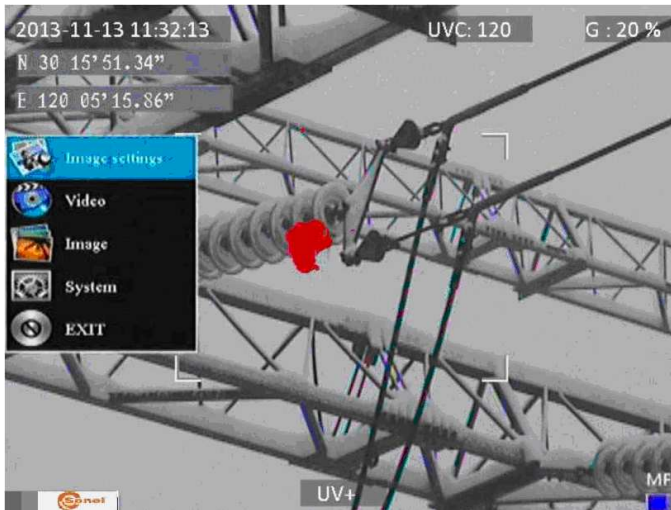 2013-11-13 11:32:13
UVC: 120
G : 20 %
N 30 15'51.34"
E 120 05'15.86"
Image settings
Video
Image
System
EXIT
UV+
MF
Sonel